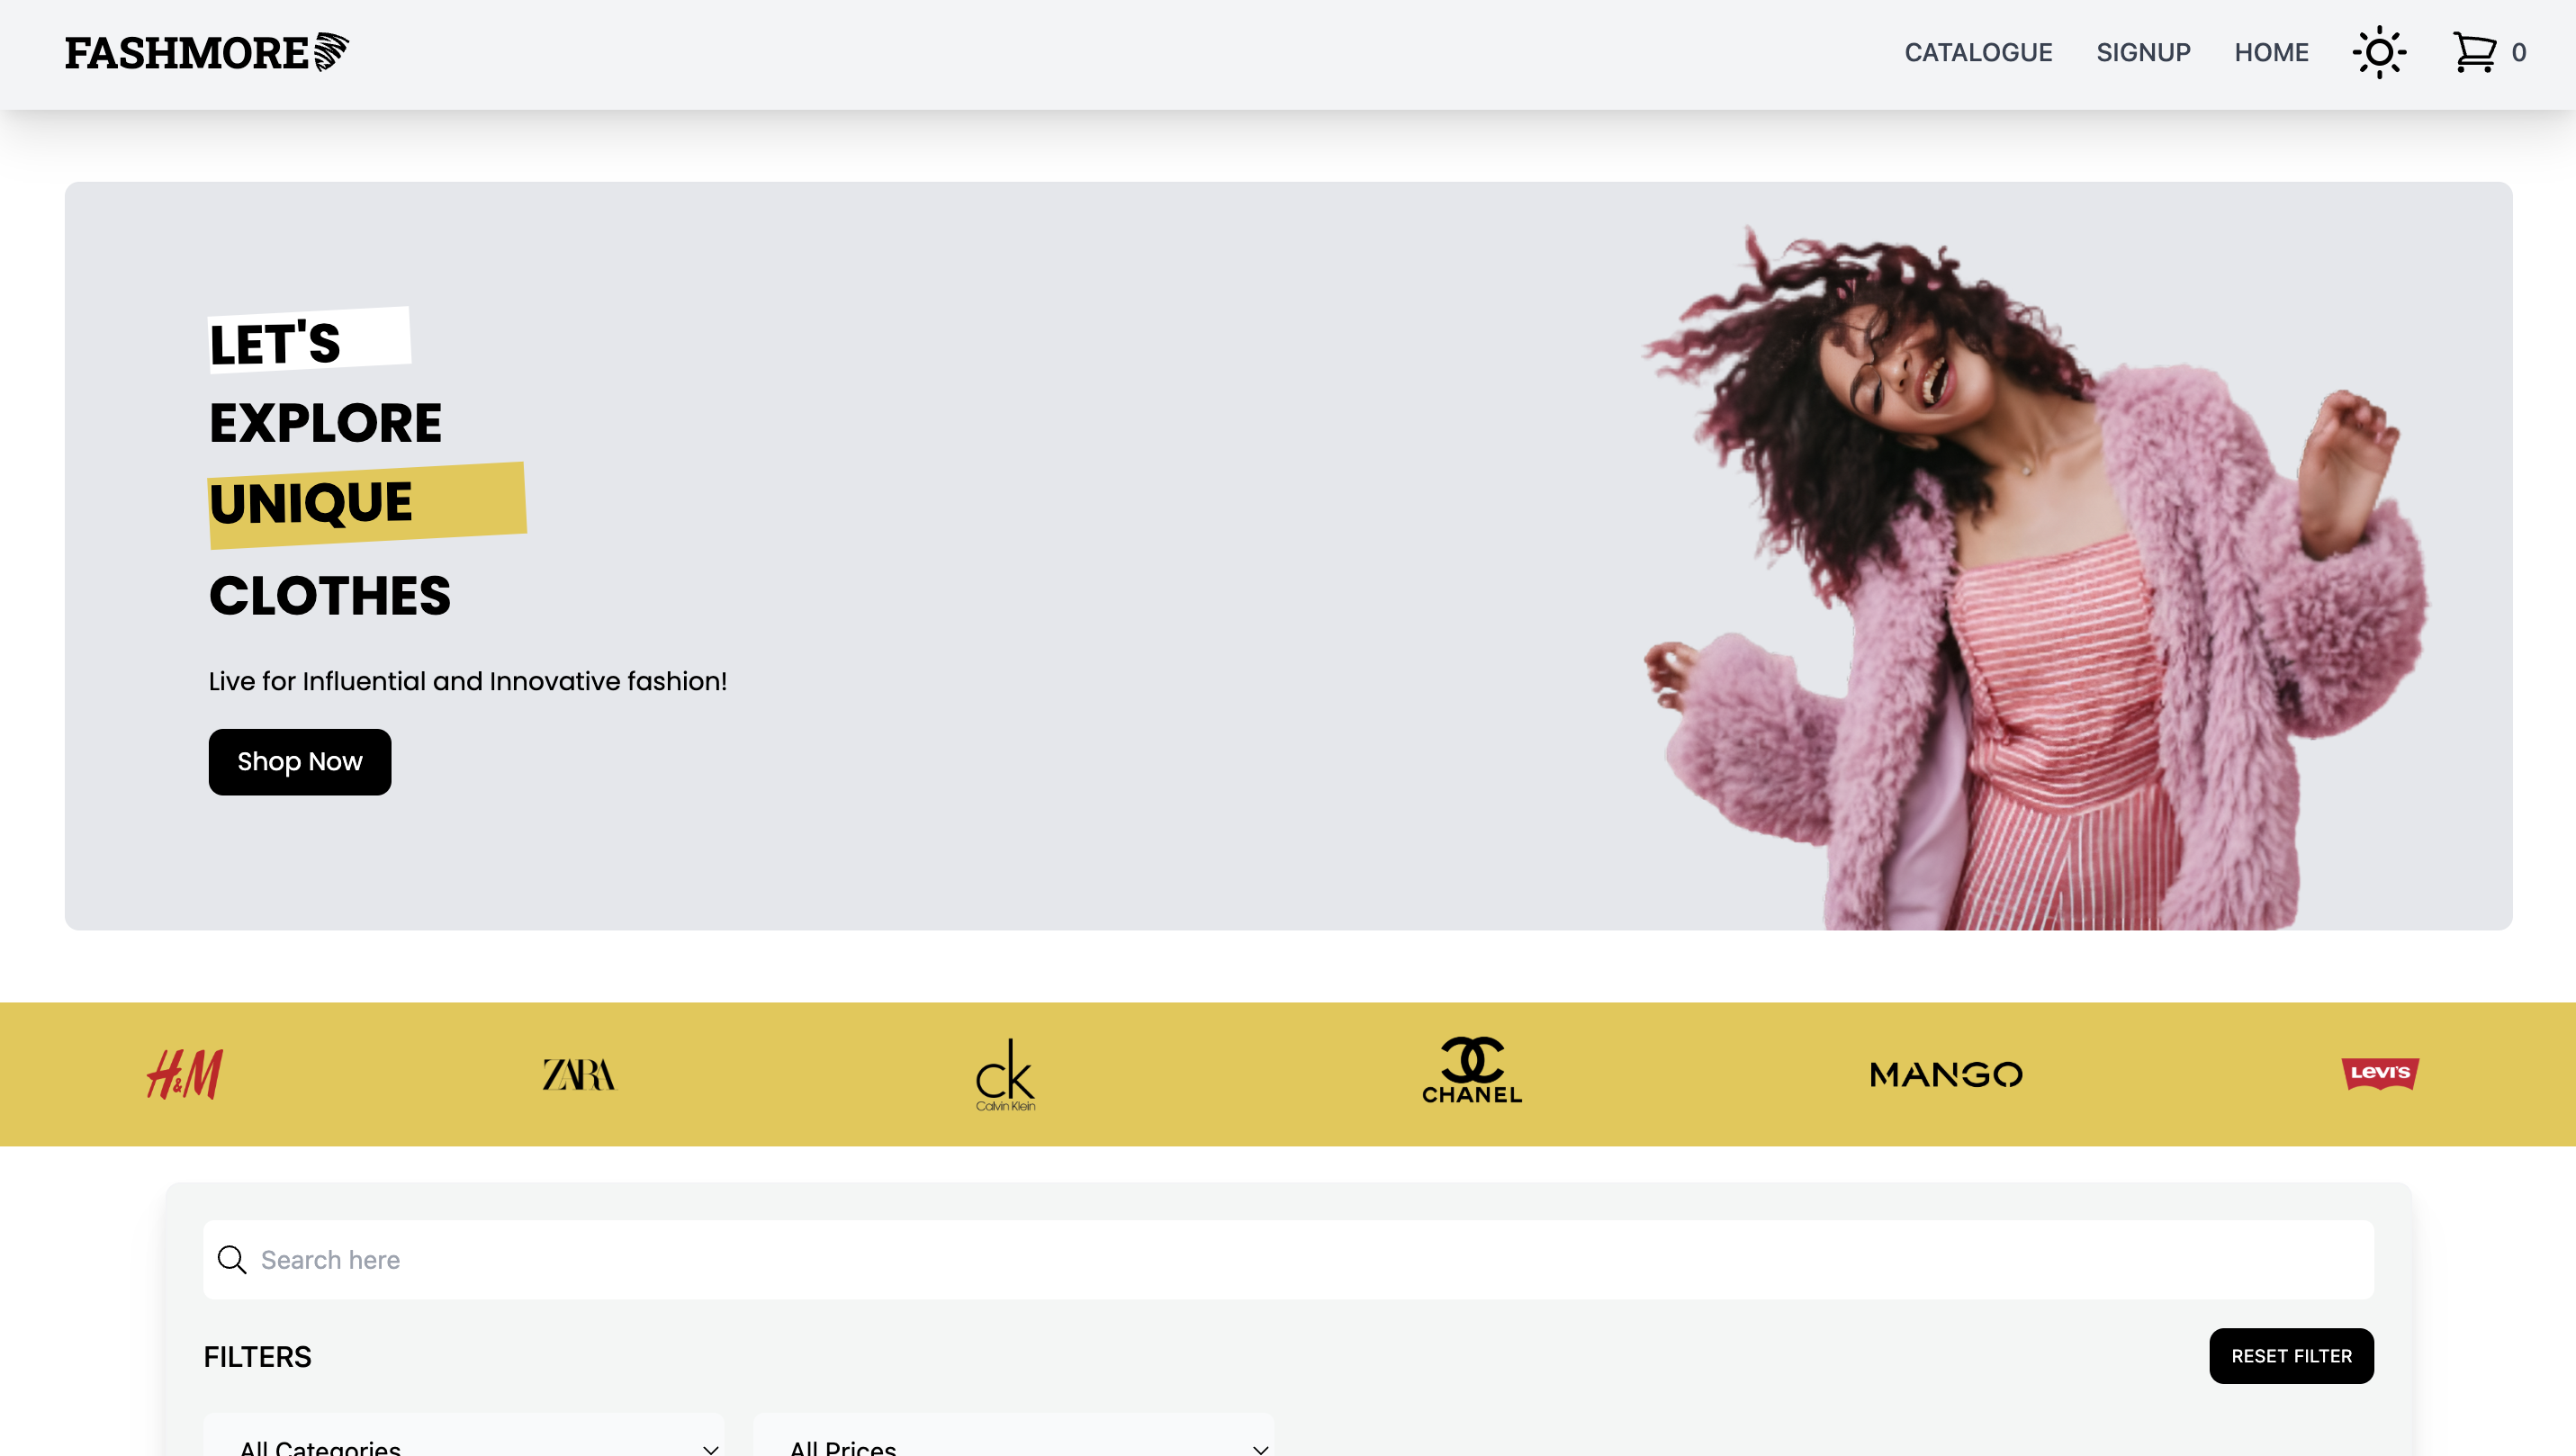 FASHMORE
CATALOGUE SIGNUP HOME 0
LET'S
EXPLORE
UNIQUE
CLOTHES
Live for Influential and Innovative fashion!
Shop Now
H&M ZARA ck Calvin Klein CHANEL MANGO LEVI'S
Search here
FILTERS RESET FILTER
All Categories All Prices